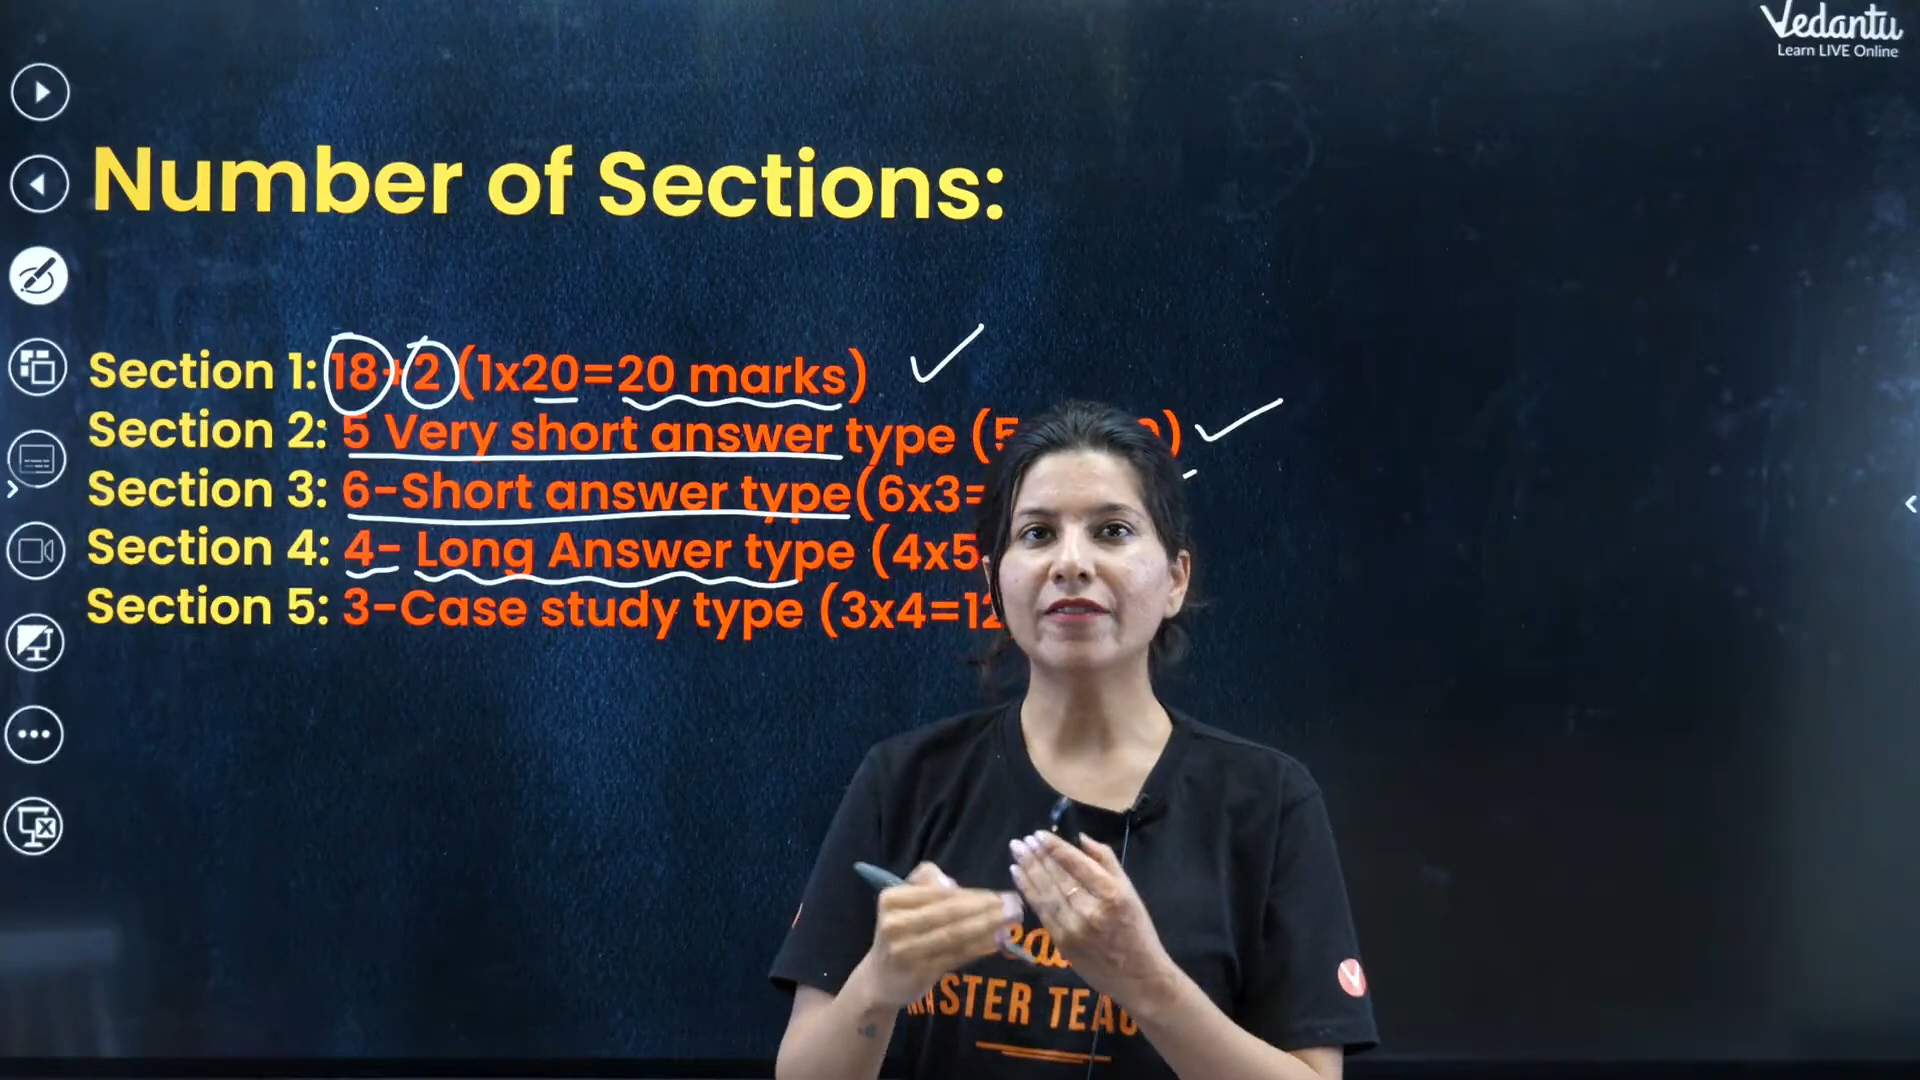 Vedantu
Learn LIVE Online
Number of Sections:
Section 1: 18+2 (1x20=20 marks)
Section 2: 5 Very short answer type (5
Section 3: 6-Short answer type(6x3=
Section 4: 4- Long Answer type (4x5
Section 5: 3-Case study type (3x4=12
MASTER TEAC
V